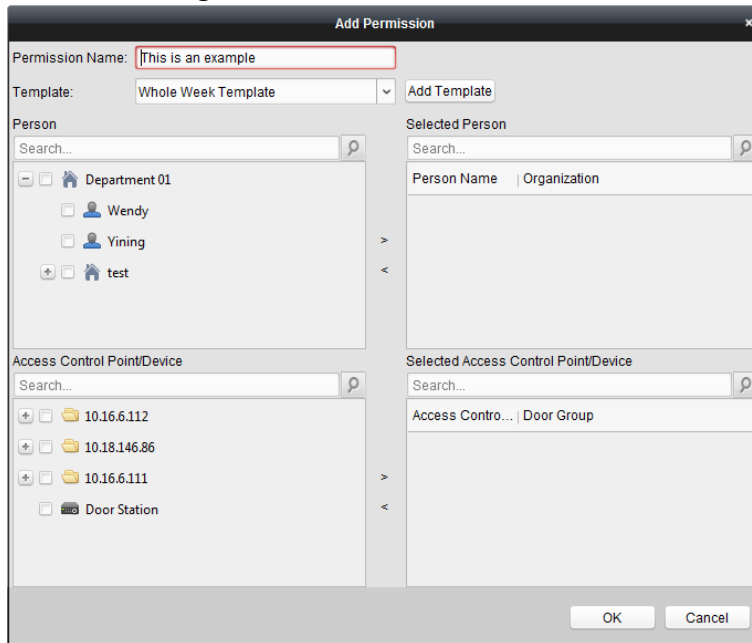 Add Permission
Permission Name: This is an example
Template: Whole Week Template Add Template
Person
Search...
Department 01
Wendy
Yining
test
Selected Person
Search...
Person Name Organization
>
<
Access Control Point/Device
Search...
10.16.6.112
10.18.146.86
10.16.6.111
Door Station
Selected Access Control Point/Device
Search...
Access Contro... Door Group
>
<
OK Cancel